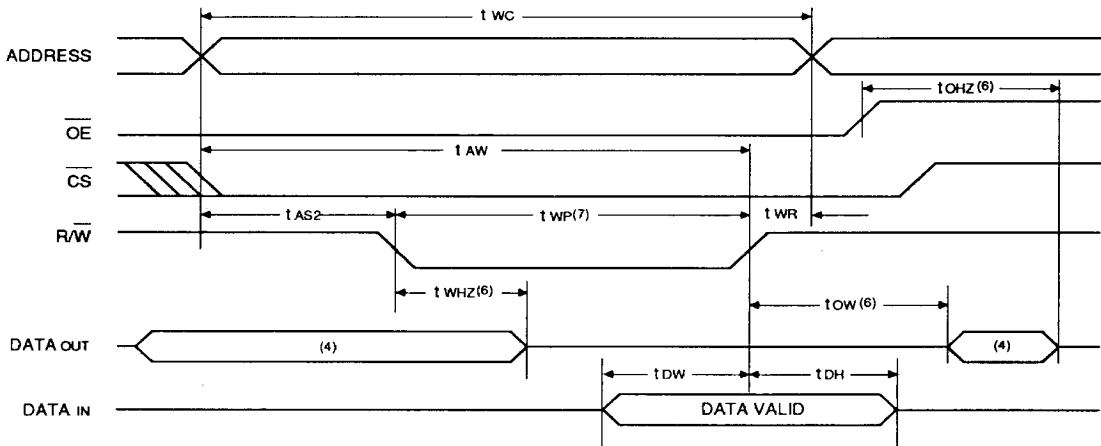 t WC
ADDRESS
t OHZ (6)
OE
t AW
CS
t AS2 t WP(7) t WR
R/W
t WHZ (6) t OW (6)
DATA OUT (4) (4)
t DW t DH
DATA IN DATA VALID